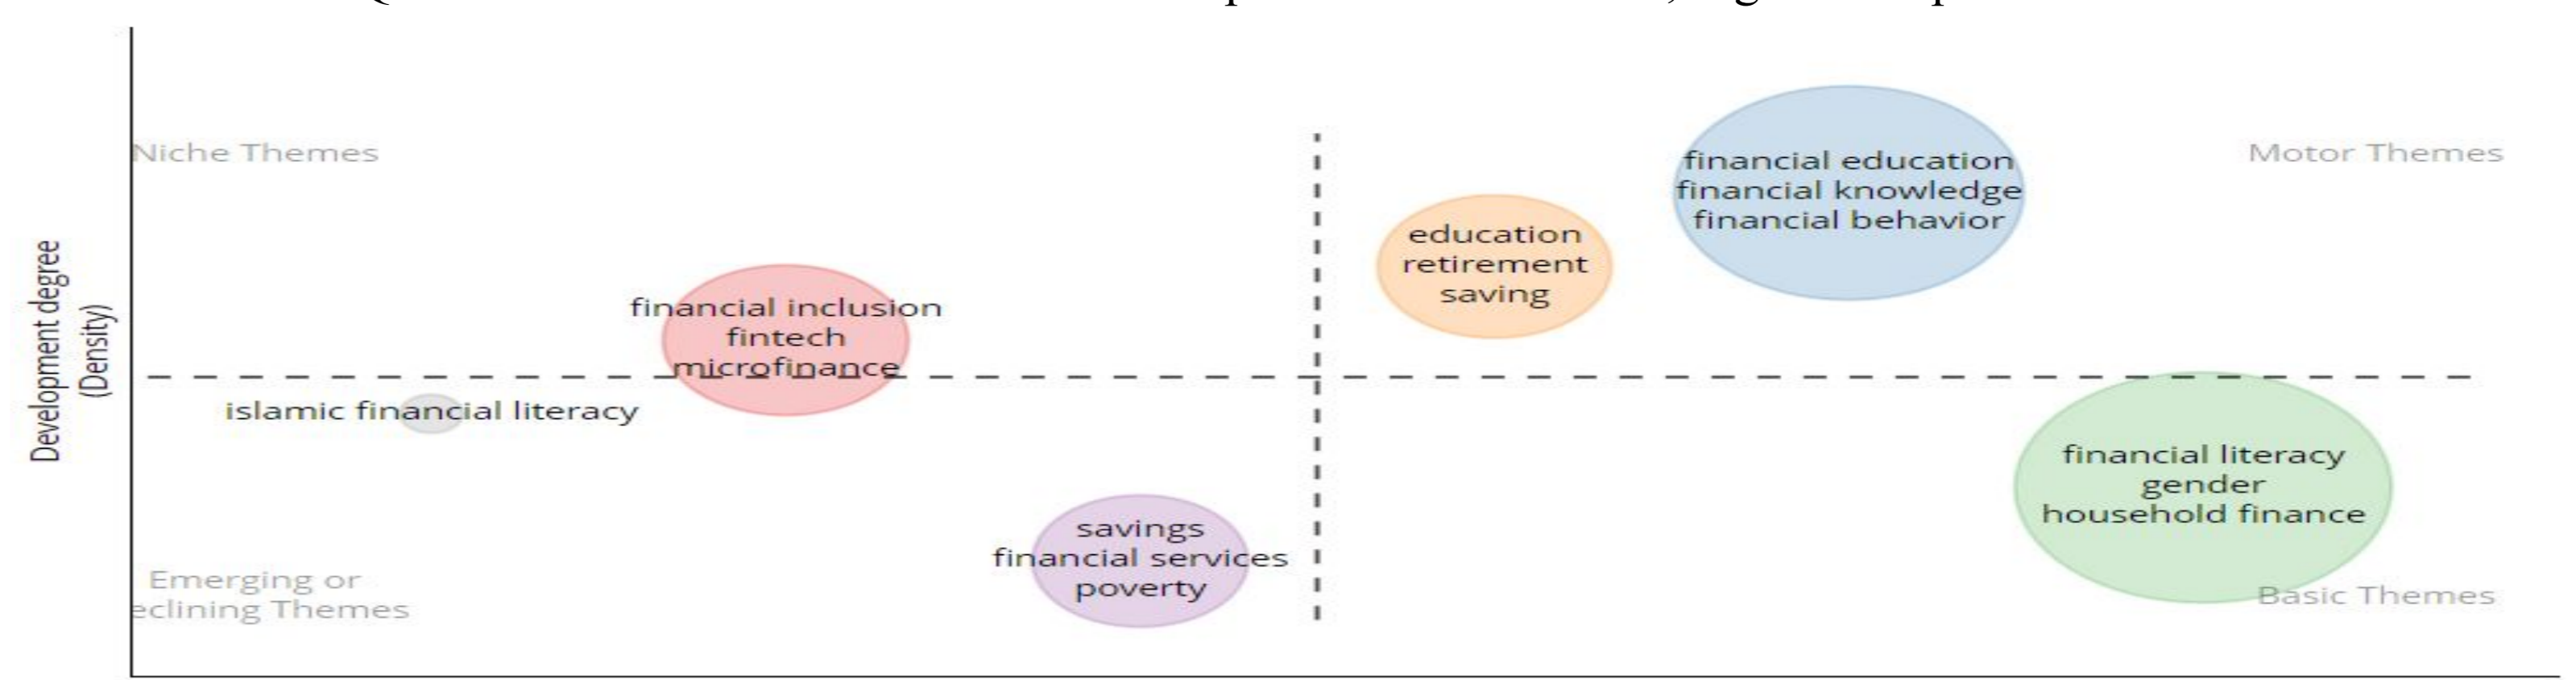 Niche Themes
Motor Themes
financial education
financial knowledge
financial behavior
education
retirement
saving
financial inclusion
fintech
microfinance
islamic financial literacy
financial literacy
gender
household finance
savings
financial services
poverty
Emerging or
eclining Themes
Basic Themes
Development degree
(Density)